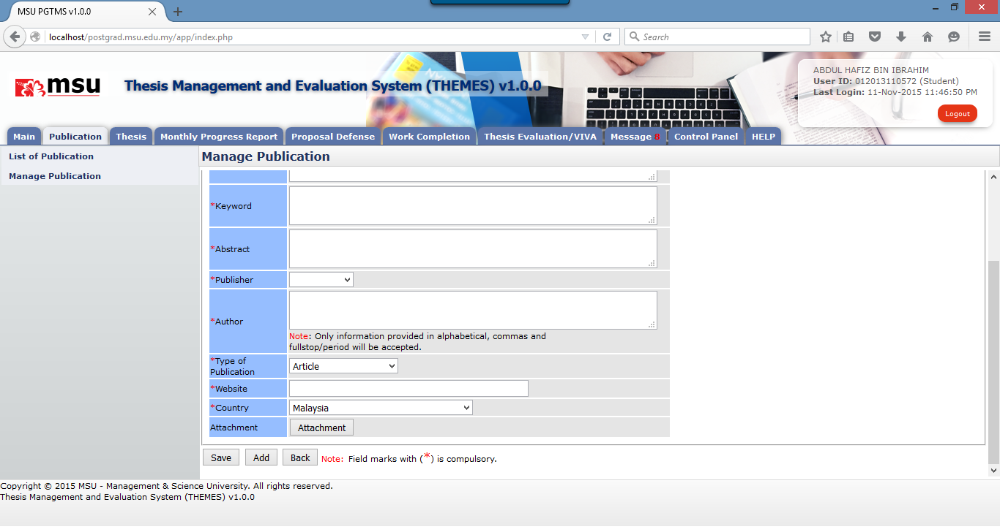 MSU PGTMS v1.0.0
localhost/postgrad.msu.edu.my/app/index.php
Search
msu
Thesis Management and Evaluation System (THEMES) v1.0.0
ABDUL HAFIZ BIN IBRAHIM
User ID: 012013110572 (Student)
Last Login: 11-Nov-2015 11:46:50 PM
Logout
Main Publication Thesis Monthly Progress Report Proposal Defense Work Completion Thesis Evaluation/VIVA Message 8 Control Panel HELP
List of Publication
Manage Publication
Manage Publication
*Keyword
*Abstract
*Publisher
*Author
Note: Only information provided in alphabetical, commas and
fullstop/period will be accepted.
*Type of
Publication
Article
*Website
*Country Malaysia
Attachment Attachment
Save Add Back Note: Field marks with (*) is compulsory.
Copyright © 2015 MSU - Management & Science University. All rights reserved.
Thesis Management and Evaluation System (THEMES) v1.0.0